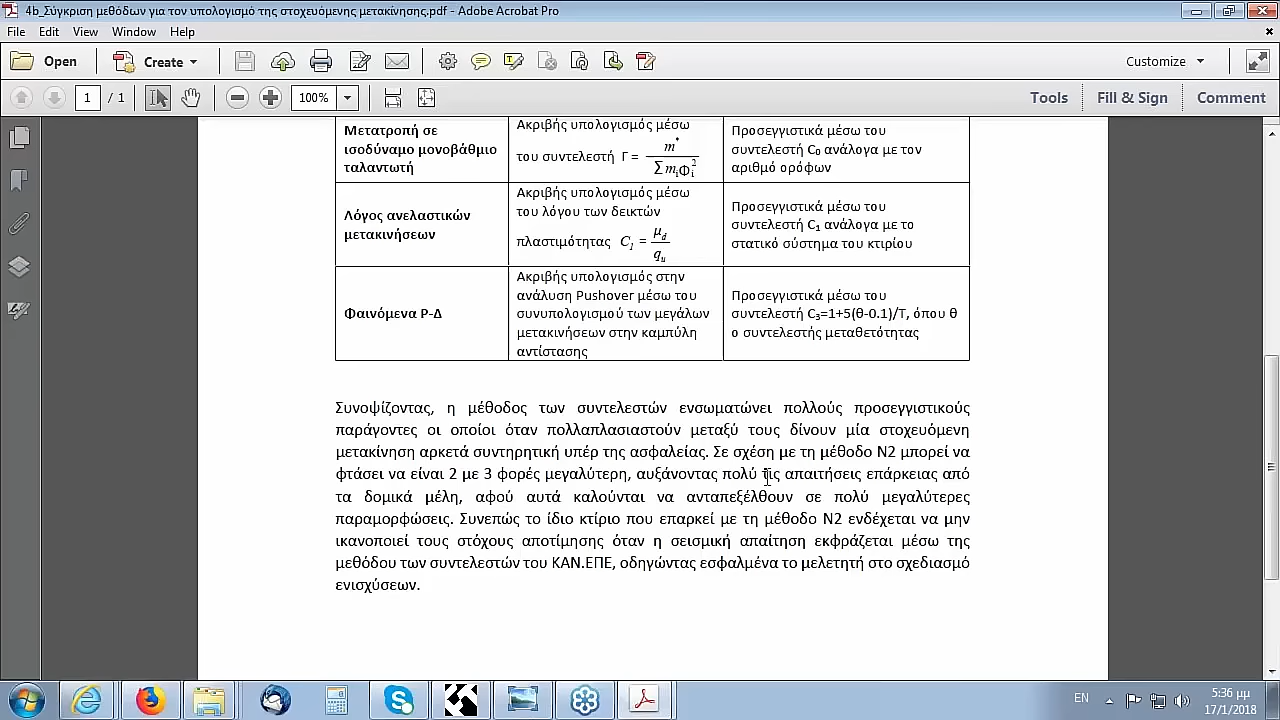 4b_Σύγκριση μεθόδων για τον υπολογισμό της στοχευόμενης μετακίνησης.pdf - Adobe Acrobat Pro
File Edit View Window Help
Open Create Customize
1 / 1 100% Tools Fill & Sign Comment
Μετατροπή σε
ισοδύναμο μονοβάθμιο
ταλαντωτή
Ακριβής υπολογισμός μέσω
του συντελεστή Γ = m* / ∑ mᵢΦᵢ²
Προσεγγιστικά μέσω του
συντελεστή C₀ ανάλογα με τον
αριθμό ορόφων
Λόγος ανελαστικών
μετακινήσεων
Ακριβής υπολογισμός μέσω
του λόγου των δεικτών
πλαστιμότητας C₁ = μd / qu
Προσεγγιστικά μέσω του
συντελεστή C₁ ανάλογα με το
στατικό σύστημα του κτιρίου
Φαινόμενα Ρ-Δ
Ακριβής υπολογισμός στην
ανάλυση Pushover μέσω του
συνυπολογισμού των μεγάλων
μετακινήσεων στην καμπύλη
αντίστασης
Προσεγγιστικά μέσω του
συντελεστή C₃=1+5(θ-0.1)/T, όπου θ
ο συντελεστής μεταθετότητας
Συνοψίζοντας, η μέθοδος των συντελεστών ενσωματώνει πολλούς προσεγγιστικούς
παράγοντες οι οποίοι όταν πολλαπλασιαστούν μεταξύ τους δίνουν μία στοχευόμενη
μετακίνηση αρκετά συντηρητική υπέρ της ασφαλείας. Σε σχέση με τη μέθοδο Ν2 μπορεί να
φτάσει να είναι 2 με 3 φορές μεγαλύτερη, αυξάνοντας πολύ τις απαιτήσεις επάρκειας από
τα δομικά μέλη, αφού αυτά καλούνται να ανταπεξέλθουν σε πολύ μεγαλύτερες
παραμορφώσεις. Συνεπώς το ίδιο κτίριο που επαρκεί με τη μέθοδο Ν2 ενδέχεται να μην
ικανοποιεί τους στόχους αποτίμησης όταν η σεισμική απαίτηση εκφράζεται μέσω της
μεθόδου των συντελεστών του ΚΑΝ.ΕΠΕ, οδηγώντας εσφαλμένα το μελετητή στο σχεδιασμό
ενισχύσεων.
EN 5:36 μμ
17/1/2018